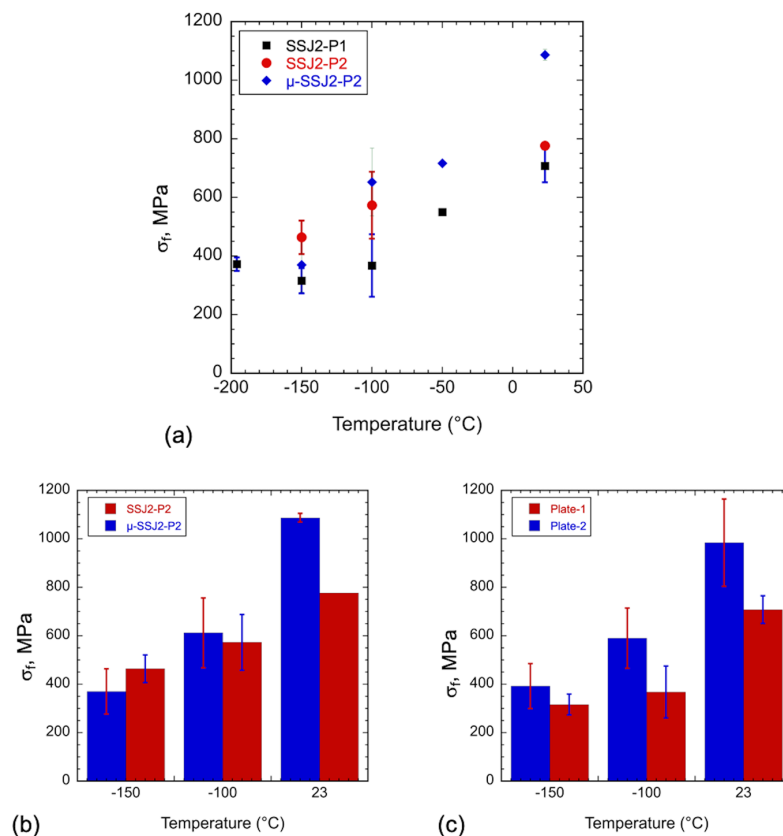 1200
1000
800
600
400
200
0
σf, MPa
SSJ2-P1
SSJ2-P2
μ-SSJ2-P2
-200 -150 -100 -50 0 50
Temperature (°C)
(a)
1200
1000
800
600
400
200
0
σf, MPa
SSJ2-P2
μ-SSJ2-P2
-150 -100 23
Temperature (°C)
(b)
1200
1000
800
600
400
200
0
σf, MPa
Plate-1
Plate-2
-150 -100 23
Temperature (°C)
(c)